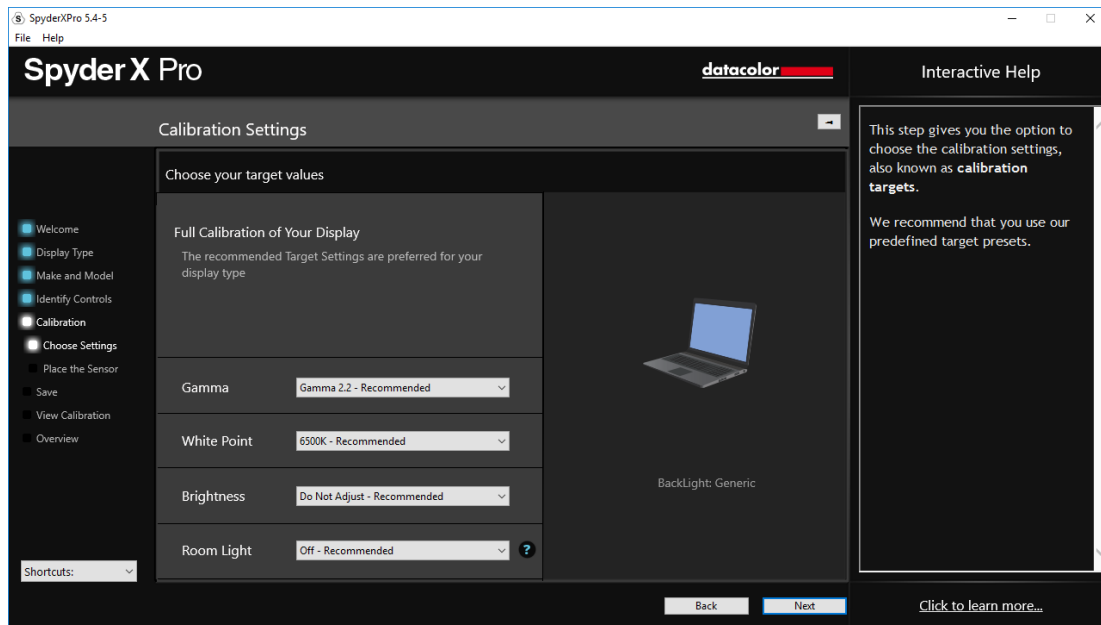 SpyderXPro 5.4-5
File Help
Spyder X Pro
datacolor
Interactive Help
Calibration Settings
Choose your target values
Welcome
Display Type
Make and Model
Identify Controls
Calibration
Choose Settings
Place the Sensor
Save
View Calibration
Overview
Shortcuts:
Full Calibration of Your Display
The recommended Target Settings are preferred for your
display type
Gamma
Gamma 2.2 - Recommended
White Point
6500K - Recommended
Brightness
Do Not Adjust - Recommended
Room Light
Off - Recommended
?
BackLight: Generic
This step gives you the option to
choose the calibration settings,
also known as calibration
targets.
We recommend that you use our
predefined target presets.
Back
Next
Click to learn more...